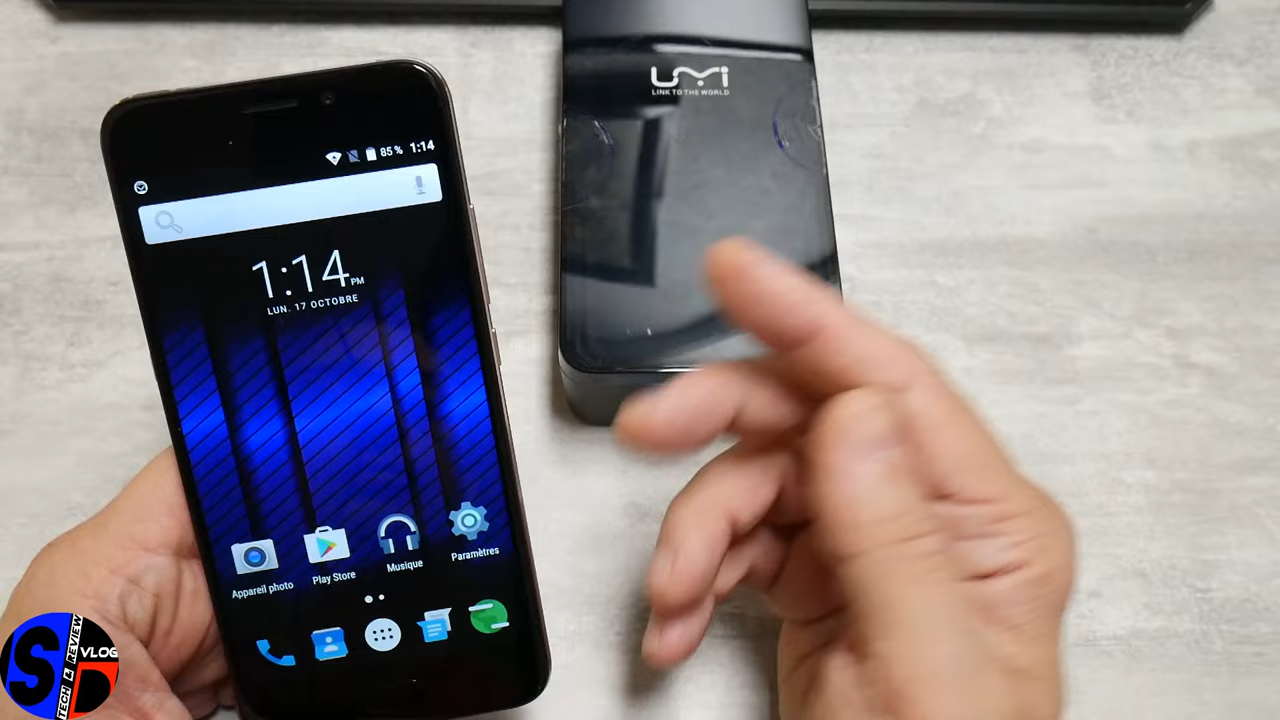 UMi
LINK TO THE WORLD
85% 1:14
1:14 PM
LUN. 17 OCTOBRE
Appareil photo
Play Store
Musique
Paramètres
SD
TECH & REVIEW
VLOG